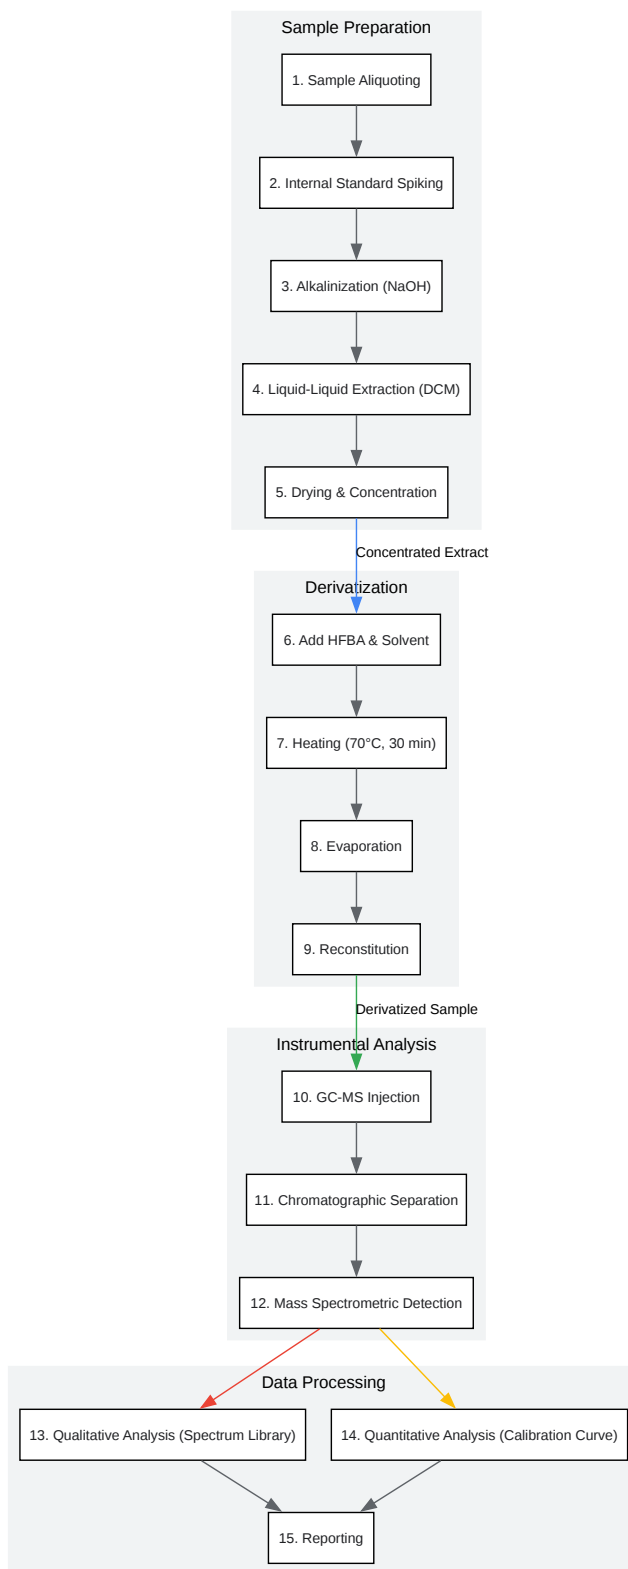 Sample Preparation
1. Sample Aliquoting
2. Internal Standard Spiking
3. Alkalinization (NaOH)
4. Liquid-Liquid Extraction (DCM)
5. Drying & Concentration
Concentrated Extract
Derivatization
6. Add HFBA & Solvent
7. Heating (70°C, 30 min)
8. Evaporation
9. Reconstitution
Derivatized Sample
Instrumental Analysis
10. GC-MS Injection
11. Chromatographic Separation
12. Mass Spectrometric Detection
Data Processing
13. Qualitative Analysis (Spectrum Library)
14. Quantitative Analysis (Calibration Curve)
15. Reporting